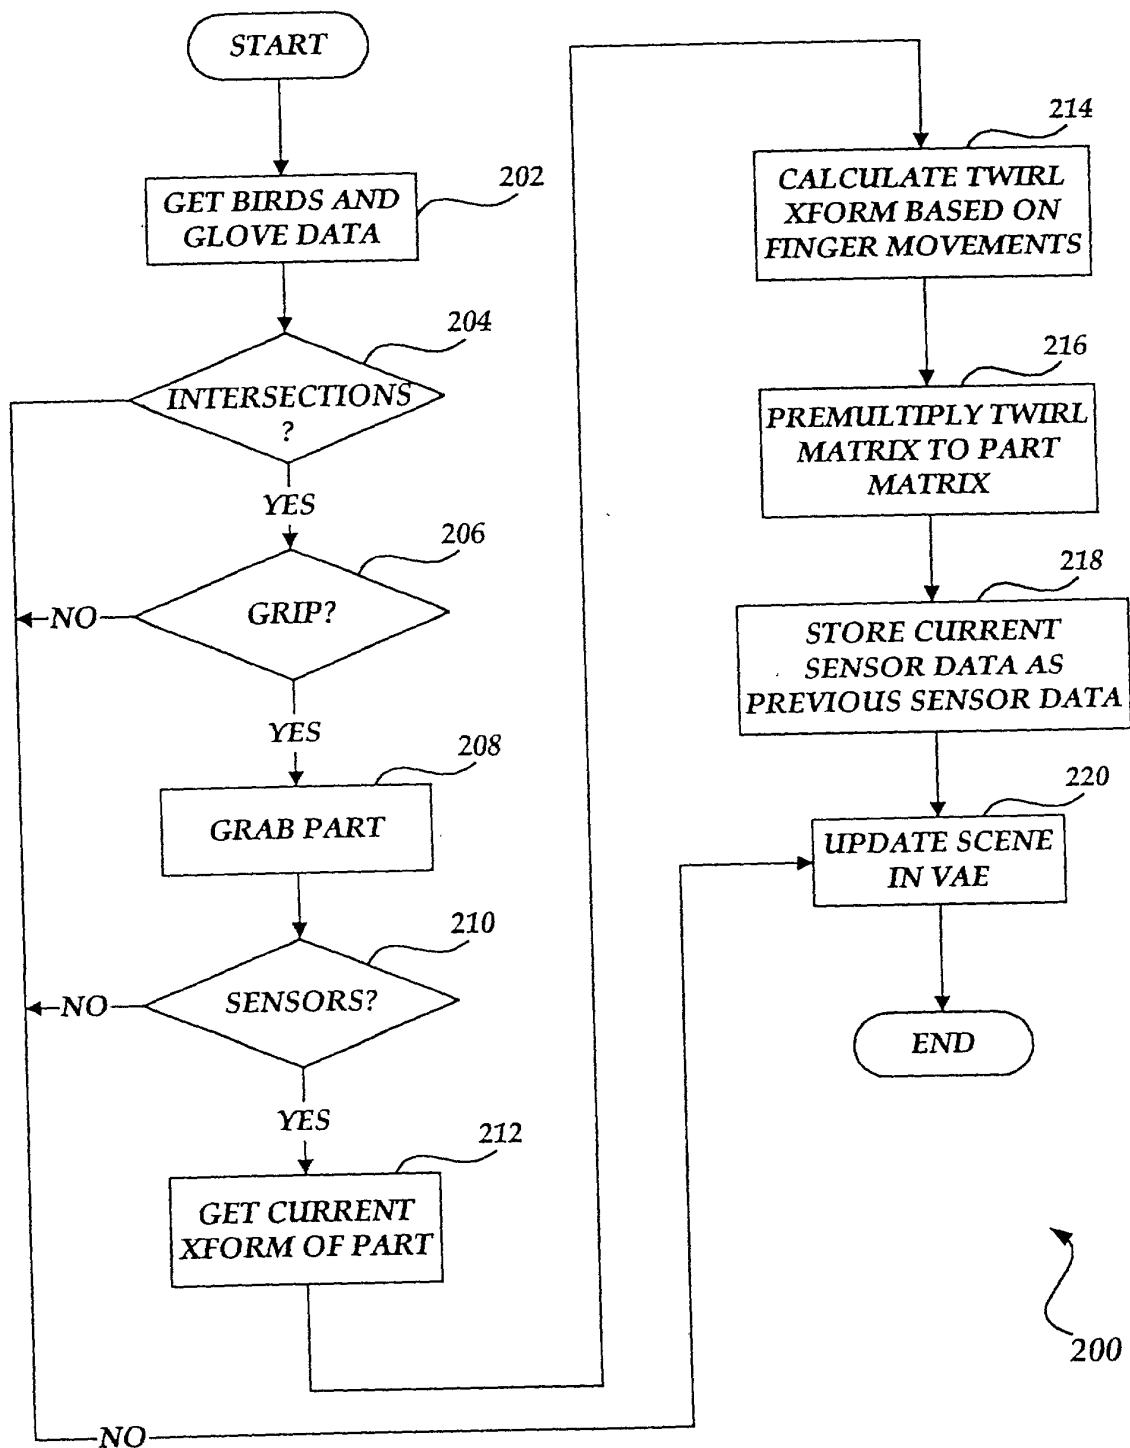 START
202
GET BIRDS AND
GLOVE DATA
204
INTERSECTIONS
?
YES
206
GRIP?
NO
YES
208
GRAB PART
210
SENSORS?
NO
YES
212
GET CURRENT
XFORM OF PART
NO
214
CALCULATE TWIRL
XFORM BASED ON
FINGER MOVEMENTS
216
PREMULTIPLY TWIRL
MATRIX TO PART
MATRIX
218
STORE CURRENT
SENSOR DATA AS
PREVIOUS SENSOR DATA
220
UPDATE SCENE
IN VAE
END
200